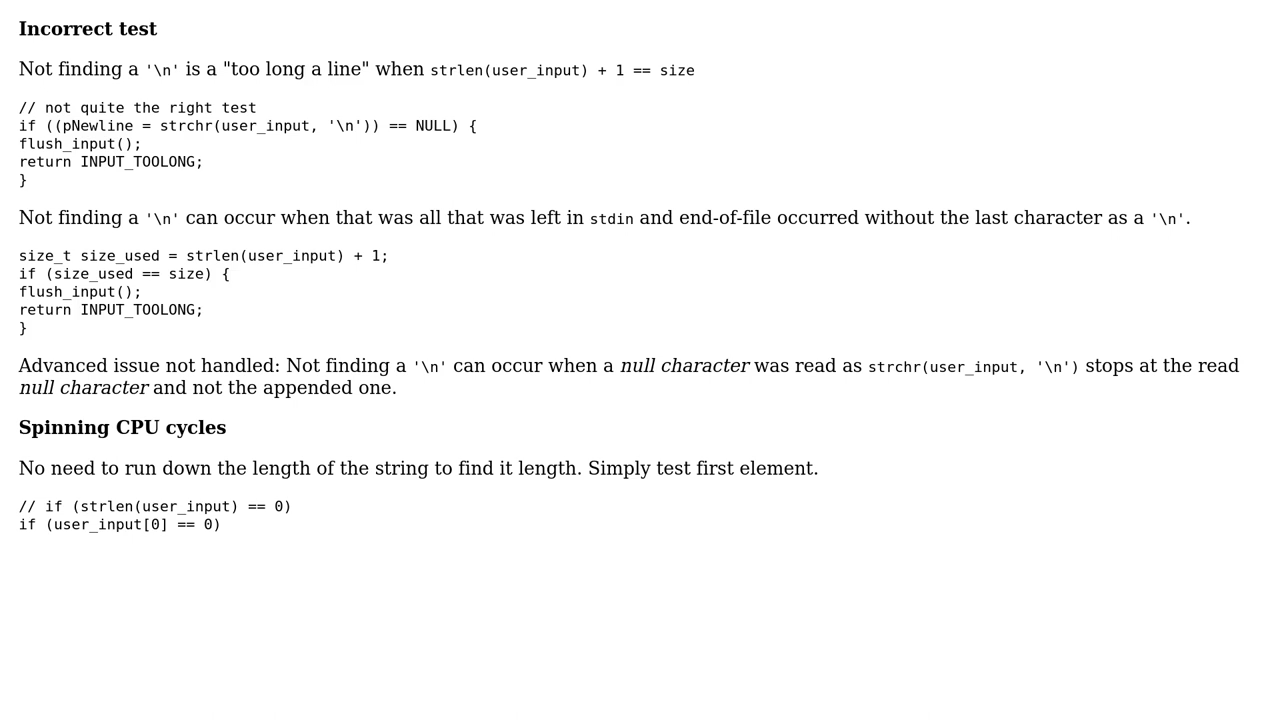 Incorrect test
Not finding a '\n' is a "too long a line" when strlen(user_input) + 1 == size
// not quite the right test
if ((pNewline = strchr(user_input, '\n')) == NULL) {
flush_input();
return INPUT_TOOLONG;
}
Not finding a '\n' can occur when that was all that was left in stdin and end-of-file occurred without the last character as a '\n'.
size_t size_used = strlen(user_input) + 1;
if (size_used == size) {
flush_input();
return INPUT_TOOLONG;
}
Advanced issue not handled: Not finding a '\n' can occur when a null character was read as strchr(user_input, '\n') stops at the read
null character and not the appended one.
Spinning CPU cycles
No need to run down the length of the string to find it length. Simply test first element.
// if (strlen(user_input) == 0)
if (user_input[0] == 0)